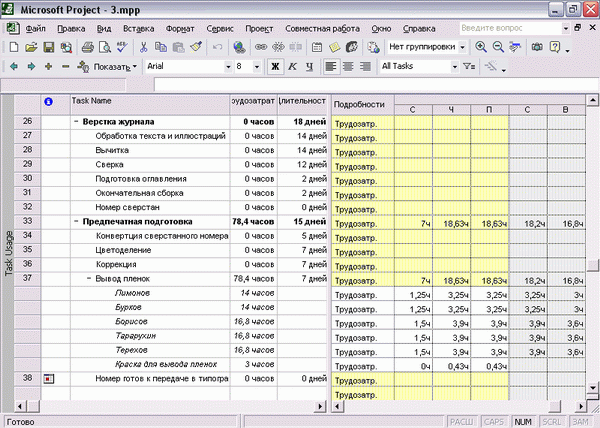 Microsoft Project - 3.mpp
Файл Правка Вид Вставка Формат Сервис Проект Совместная работа Окно Справка Введите вопрос
Нет группировки
Показать Arial 8 Ж К Ч All Tasks
Task Name рудозатрат Длительност Подробности
С Ч П С В
26 Верстка журнала 0 часов 18 дней Трудозатр.
27 Обработка текста и иллюстраций 0 часов 14 дней Трудозатр.
28 Вычитка 0 часов 14 дней Трудозатр.
29 Сверка 0 часов 12 дней Трудозатр.
30 Подготовка оглавления 0 часов 2 дней Трудозатр.
31 Окончательная сборка 0 часов 2 дней Трудозатр.
32 Номер сверстан 0 часов 0 дней Трудозатр.
33 Предпечатная подготовка 78,4 часов 15 дней Трудозатр. 7ч 18,63ч 18,63ч 18,2ч 16,8ч
34 Конвертция сверстанного номера 0 часов 5 дней Трудозатр.
35 Цветоделение 0 часов 7 дней Трудозатр.
36 Коррекция 0 часов 7 дней Трудозатр.
37 Вывод пленок 78,4 часов 7 дней Трудозатр. 7ч 18,63ч 18,63ч 18,2ч 16,8ч
Лимонов 14 часов Трудозатр. 1,25ч 3,25ч 3,25ч 3,25ч 3ч
Бурков 14 часов Трудозатр. 1,25ч 3,25ч 3,25ч 3,25ч 3ч
Борисов 16,8 часов Трудозатр. 1,5ч 3,9ч 3,9ч 3,9ч 3,6ч
Тарарухин 16,8 часов Трудозатр. 1,5ч 3,9ч 3,9ч 3,9ч 3,6ч
Терехов 16,8 часов Трудозатр. 1,5ч 3,9ч 3,9ч 3,9ч 3,6ч
Краска для вывода пленок 3 часов Трудозатр. 0ч 0,43ч 0,43ч
38 Номер готов к передаче в типогра 0 часов 0 дней Трудозатр.
Task Usage
Готово РАСШ CAPS NUM SCRL ЗАМ